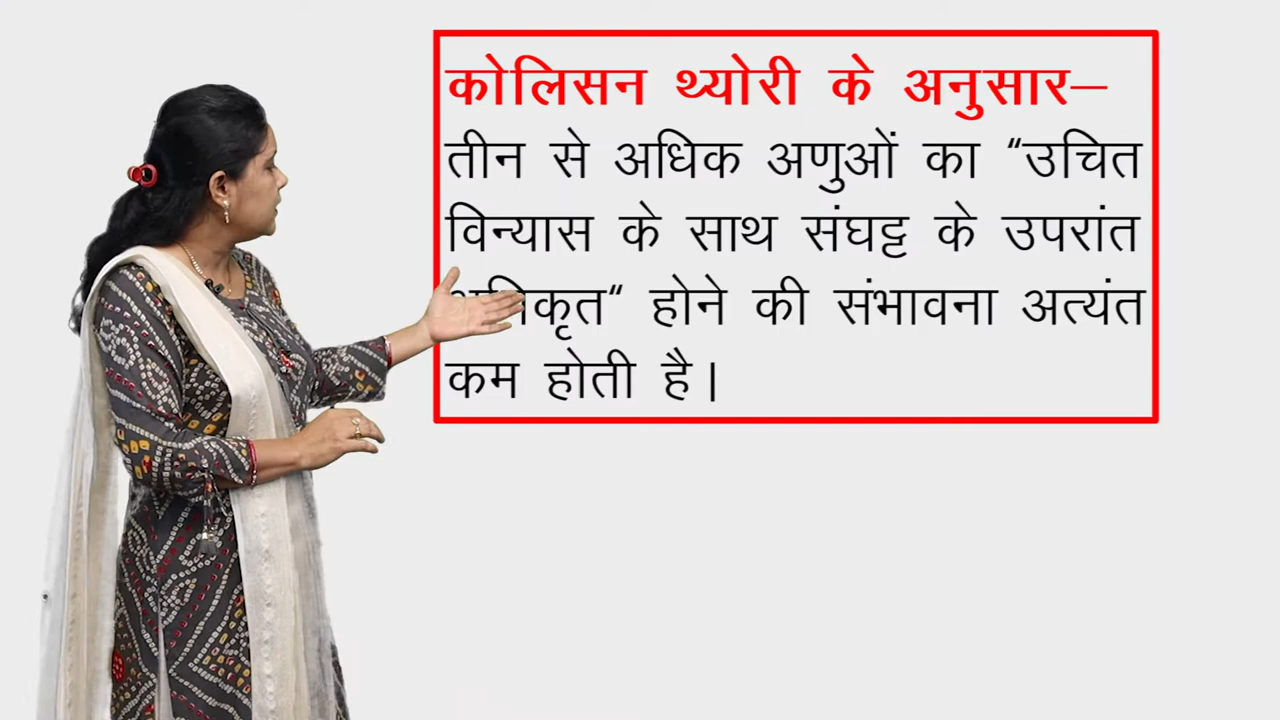 कोलिसन थ्योरी के अनुसार–
तीन से अधिक अणुओं का “उचित
विन्यास के साथ संघट्ट के उपरांत
होने की संभावना अत्यंत
कम होती है।